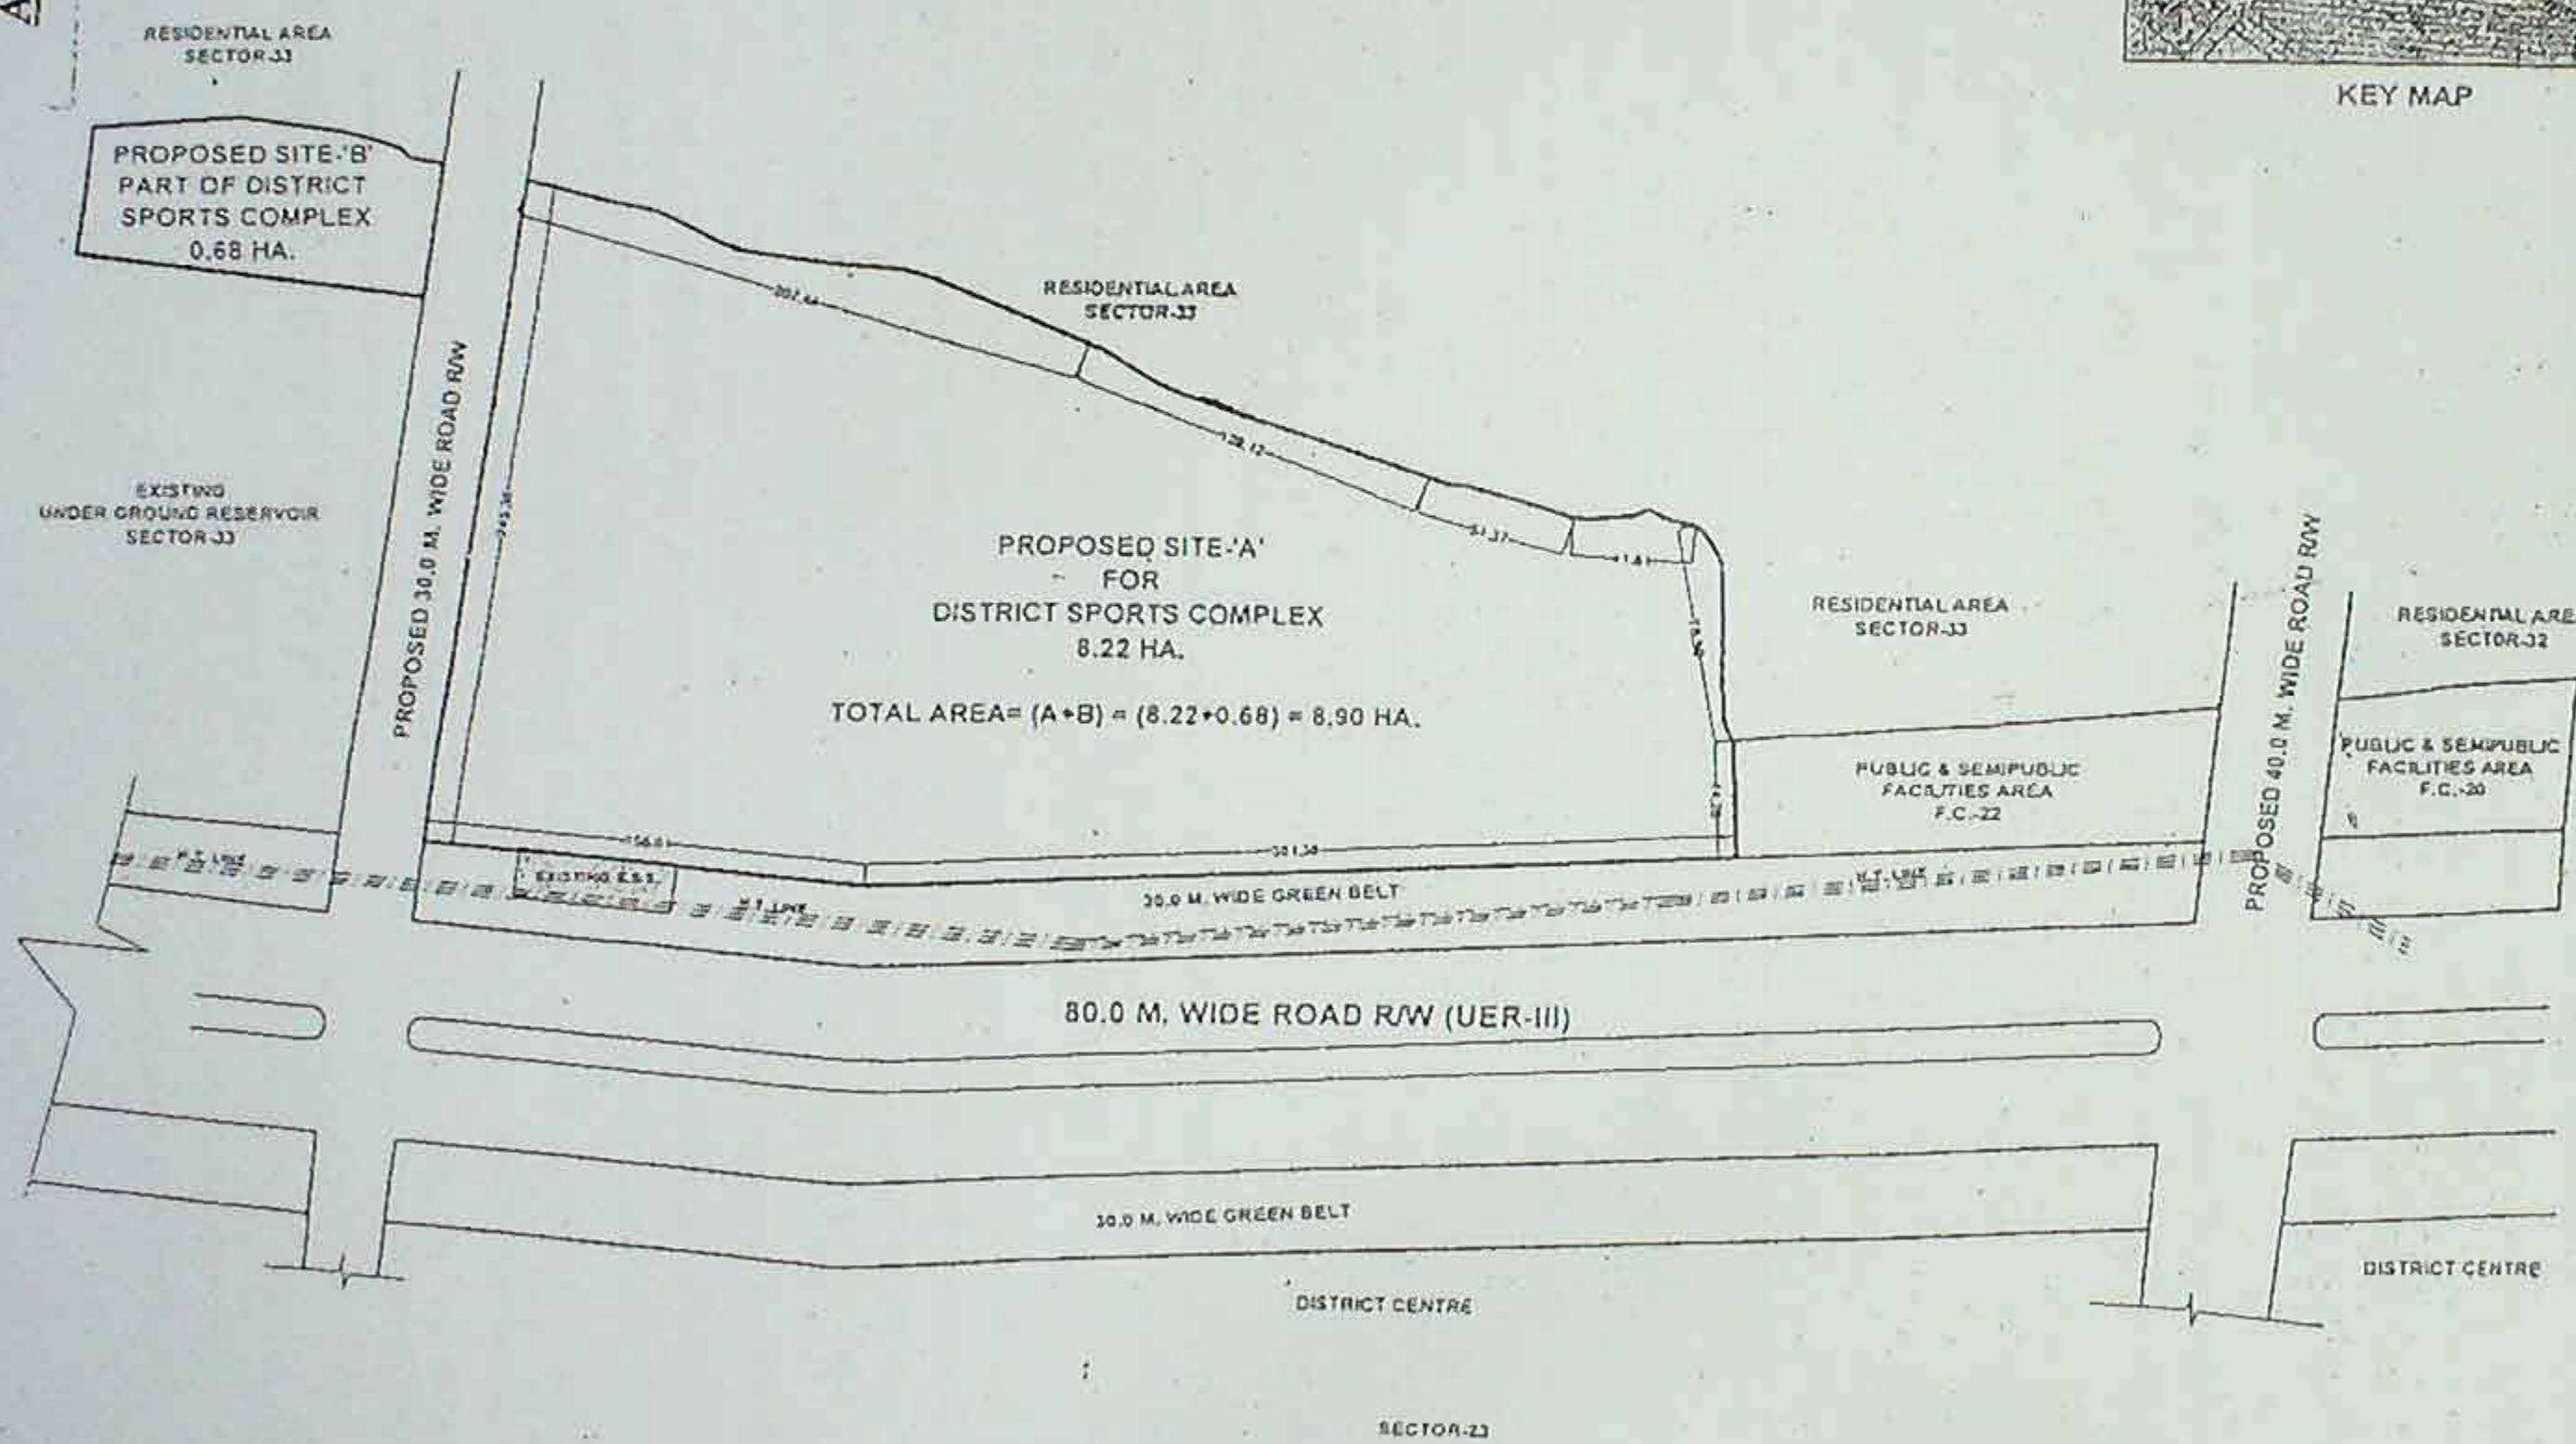 RESIDENTIAL AREA
SECTOR-33
KEY MAP
PROPOSED SITE-'B'
PART OF DISTRICT
SPORTS COMPLEX
0.68 HA.
RESIDENTIAL AREA
SECTOR-33
PROPOSED 30.0 M. WIDE ROAD R/W
EXISTING
UNDER GROUND RESERVOIR
SECTOR-33
PROPOSED SITE-'A'
FOR
DISTRICT SPORTS COMPLEX
8.22 HA.
TOTAL AREA= (A+B) = (8.22+0.68) = 8.90 HA.
RESIDENTIAL AREA
SECTOR-33
PROPOSED 40.0 M. WIDE ROAD R/W
RESIDENTIAL ARE
SECTOR-32
PUBLIC & SEMIPUBLIC
FACILITIES AREA
F.C.-22
PUBLIC & SEMIPUBLIC
FACILITIES AREA
F.C.-20
H.T. LINE
EXISTING E.S.S.
H.T. LINE
30.0 M. WIDE GREEN BELT
H.T. LINE
80.0 M. WIDE ROAD R/W (UER-III)
30.0 M. WIDE GREEN BELT
DISTRICT CENTRE
DISTRICT CENTRE
SECTOR-23